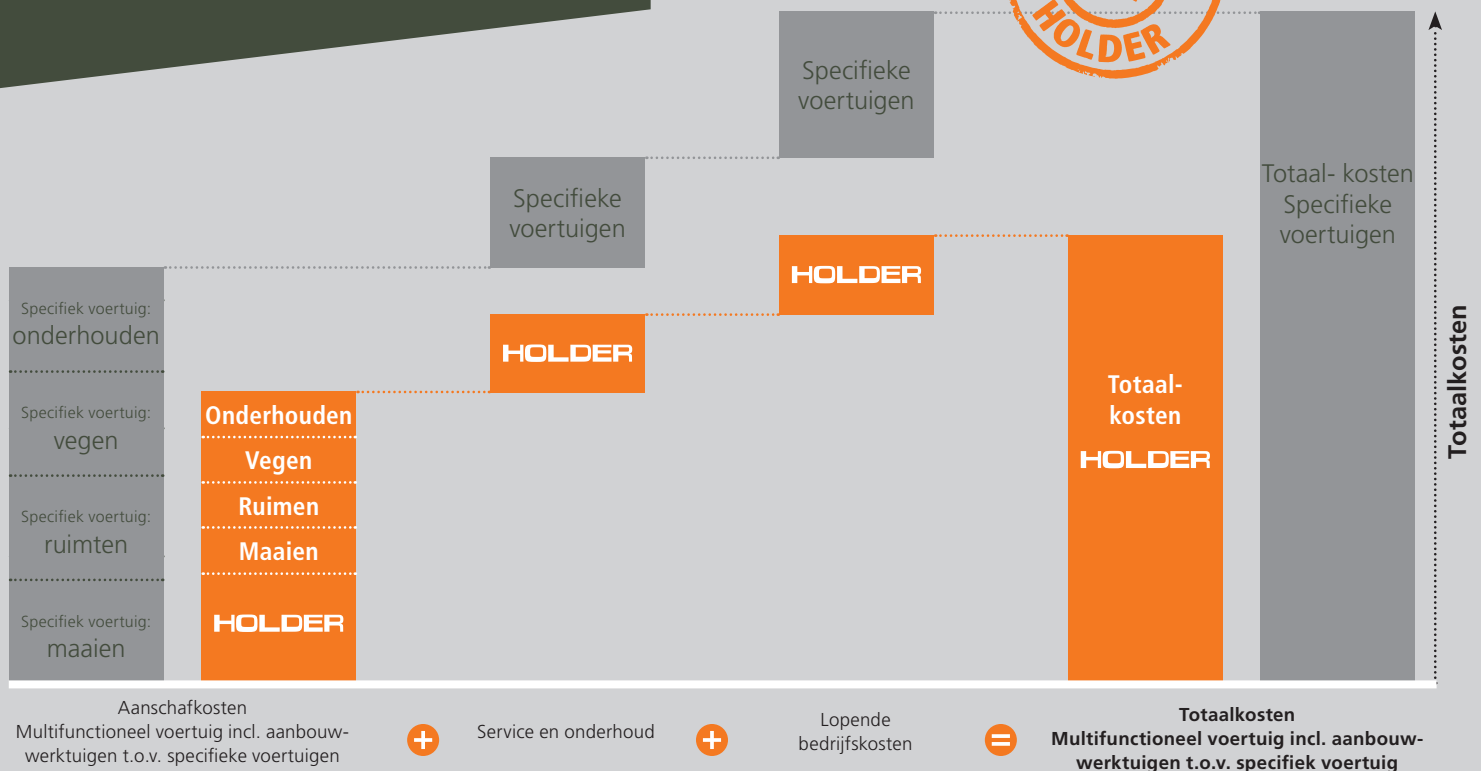 HOLDER
Specifieke
voertuigen
Specifieke
voertuigen
Totaal- kosten
Specifieke
voertuigen
HOLDER
Specifiek voertuig:
onderhouden
HOLDER
Specifiek voertuig:
vegen
Onderhouden
Vegen
Ruimen
Maaien
HOLDER
Specifiek voertuig:
ruimten
Specifiek voertuig:
maaien
Totaal-
kosten
HOLDER
Totaalkosten
Aanschafkosten
Multifunctioneel voertuig incl. aanbouw-
werktuigen t.o.v. specifieke voertuigen
+
Service en onderhoud
+
Lopende
bedrijfskosten
=
Totaalkosten
Multifunctioneel voertuig incl. aanbouw-
werktuigen t.o.v. specifiek voertuig